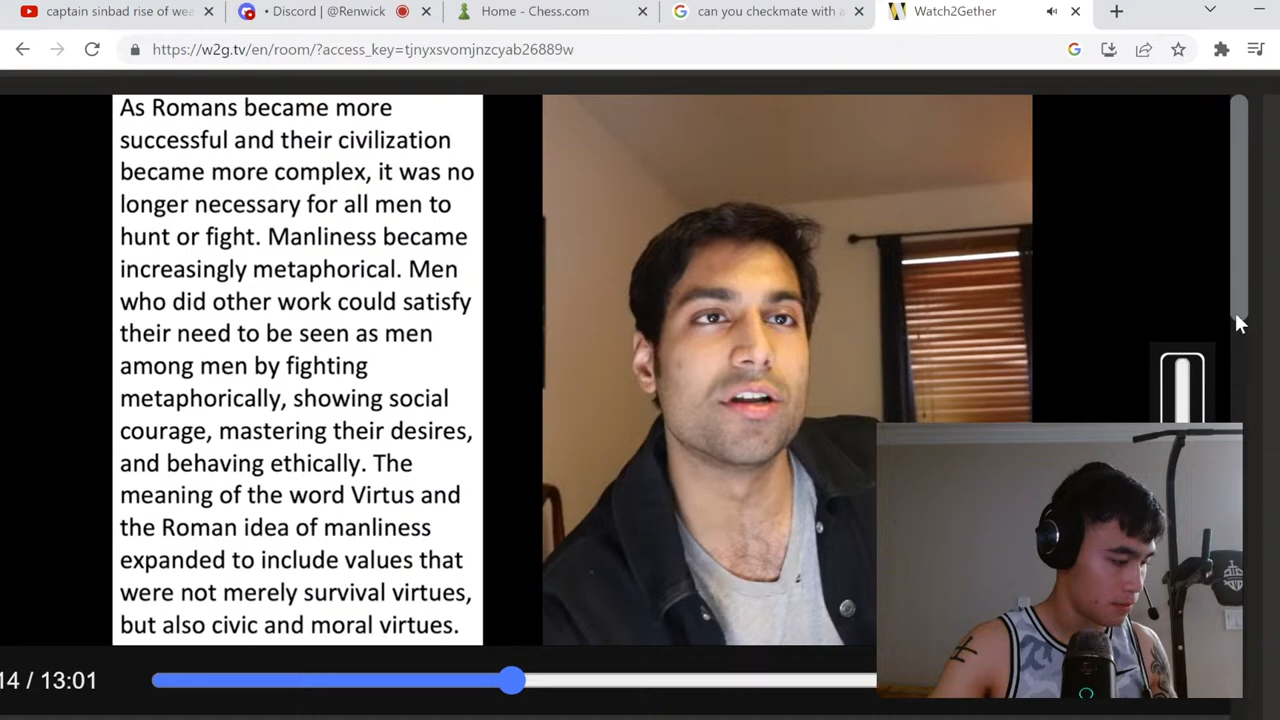 captain sinbad rise of wea
• Discord | @Renwick
Home - Chess.com
can you checkmate with a
Watch2Gether
https://w2g.tv/en/room/?access_key=tjnyxsvomjnzcyab26889w
As Romans became more
successful and their civilization
became more complex, it was no
longer necessary for all men to
hunt or fight. Manliness became
increasingly metaphorical. Men
who did other work could satisfy
their need to be seen as men
among men by fighting
metaphorically, showing social
courage, mastering their desires,
and behaving ethically. The
meaning of the word Virtus and
the Roman idea of manliness
expanded to include values that
were not merely survival virtues,
but also civic and moral virtues.
14 / 13:01